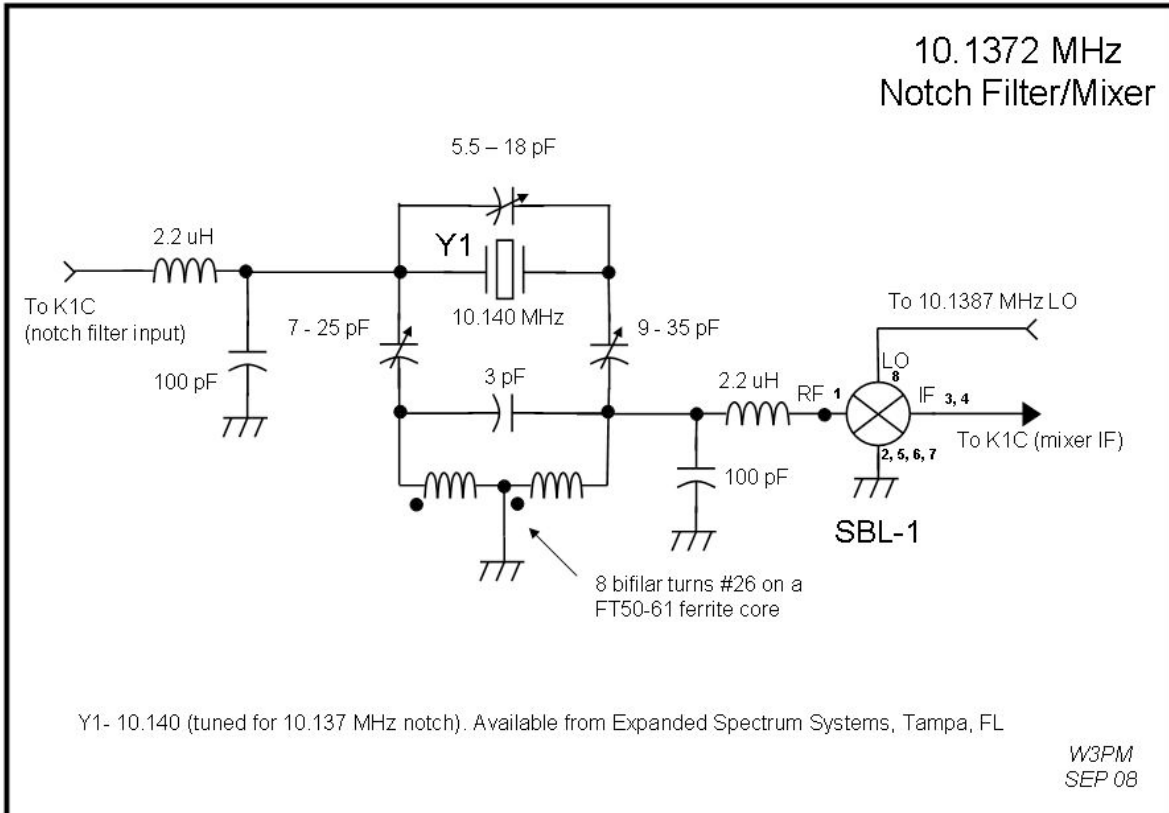 10.1372 MHz
Notch Filter/Mixer
5.5 – 18 pF
2.2 uH
Y1
To K1C
(notch filter input)
10.140 MHz
7 - 25 pF
9 - 35 pF
To 10.1387 MHz LO
100 pF
3 pF
2.2 uH
LO
8
RF 1
IF 3, 4
To K1C (mixer IF)
2, 5, 6, 7
100 pF
SBL-1
8 bifilar turns #26 on a
FT50-61 ferrite core
Y1- 10.140 (tuned for 10.137 MHz notch). Available from Expanded Spectrum Systems, Tampa, FL
W3PM
SEP 08